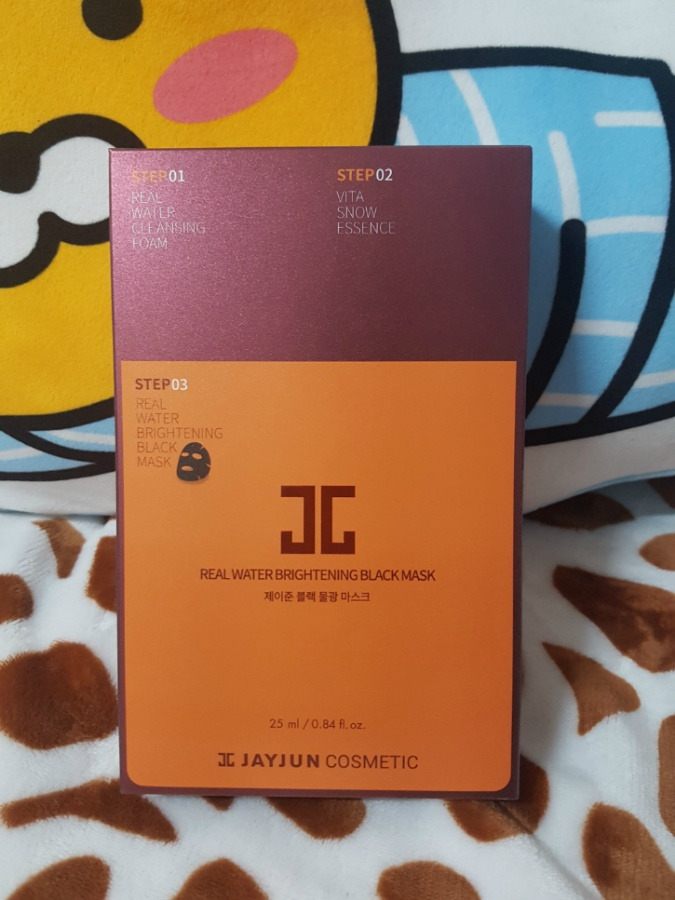 STEP01
REAL
WATER
CLEANSING
FOAM
STEP02
VITA
SNOW
ESSENCE
STEP03
REAL
WATER
BRIGHTENING
BLACK
MASK
REAL WATER BRIGHTENING BLACK MASK
제이준 블랙 물광 마스크
25 ml / 0.84 fl. oz.
JAYJUN COSMETIC